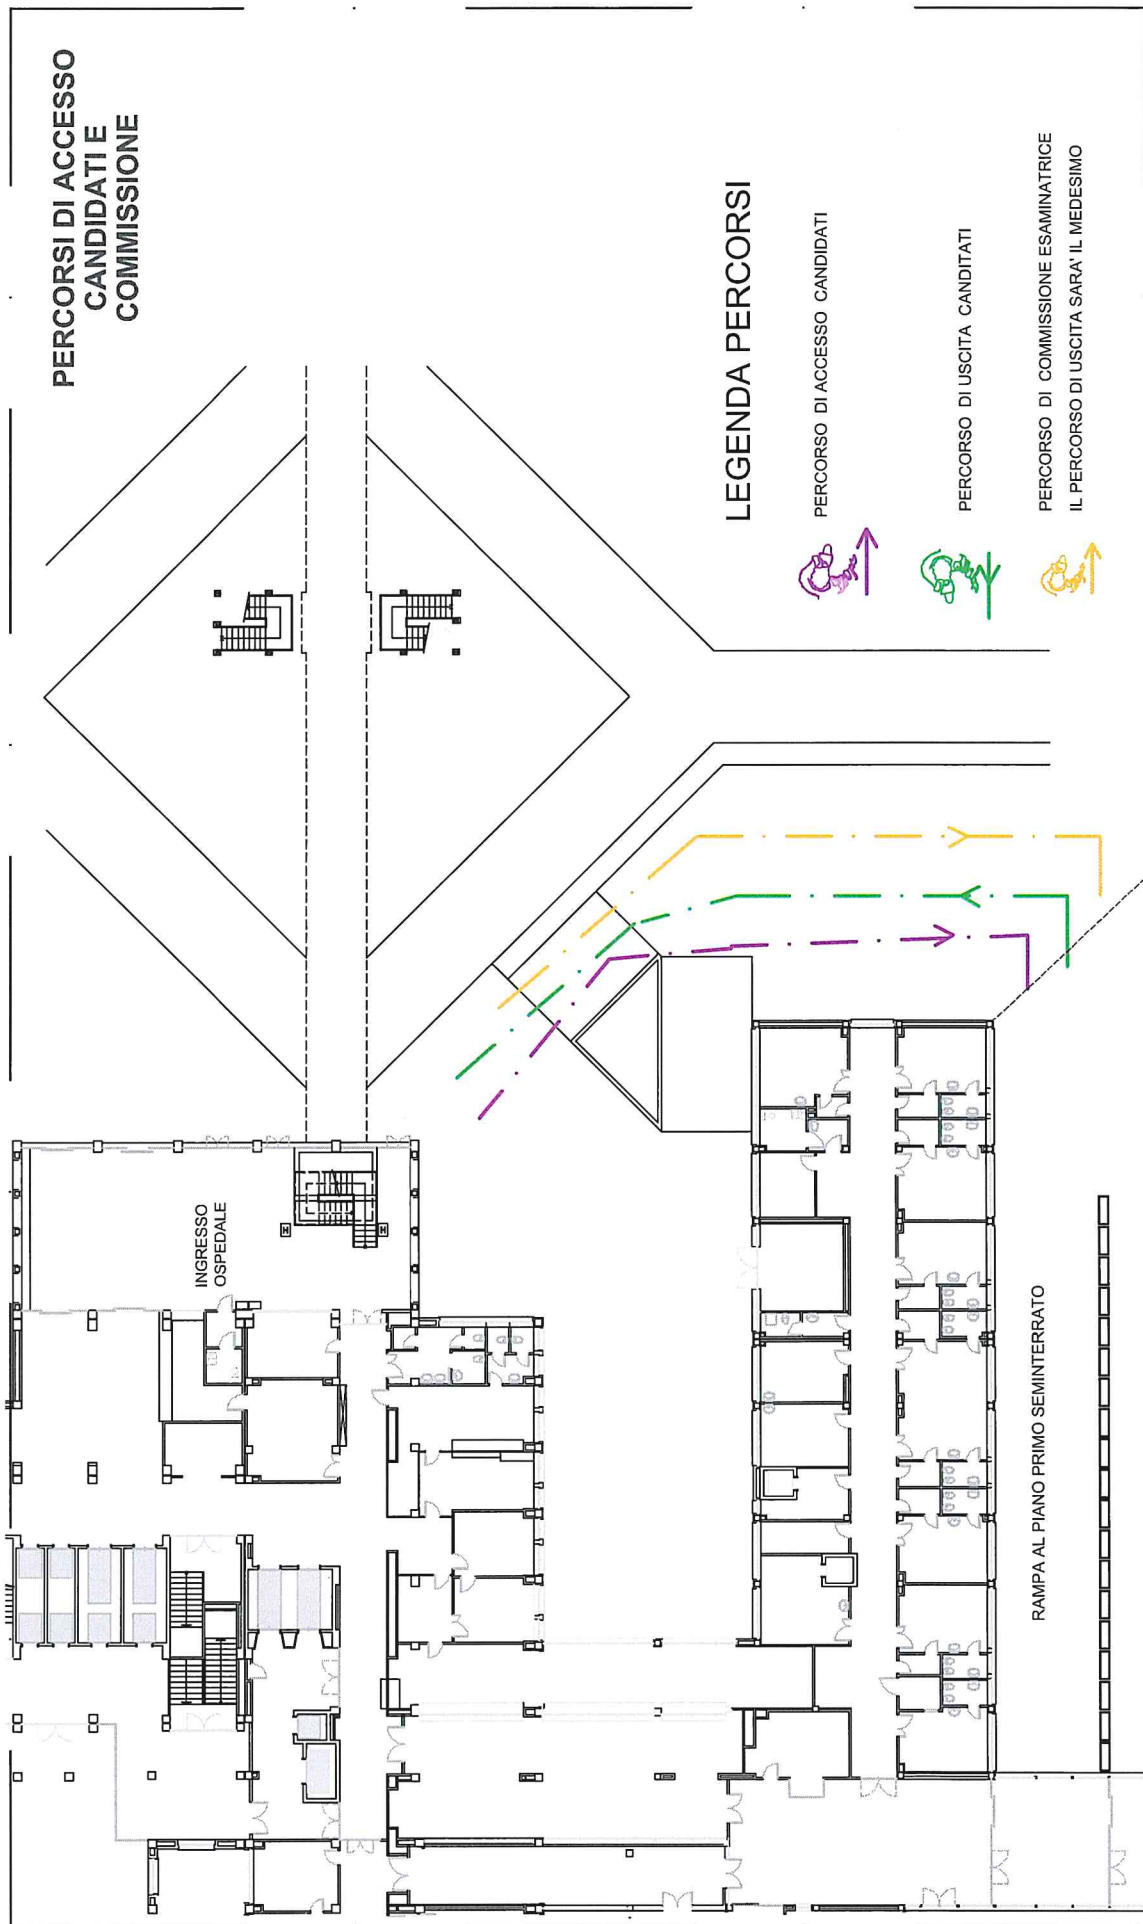 PERCORSI DI ACCESSO
CANDIDATI E
COMMISSIONE
INGRESSO
OSPEDALE
LEGENDA PERCORSI
PERCORSO DI ACCESSO CANDIDATI
PERCORSO DI USCITA CANDITATI
PERCORSO DI COMMISSIONE ESAMINATRICE
IL PERCORSO DI USCITA SARA' IL MEDESIMO
RAMPA AL PIANO PRIMO SEMINTERRATO
H
H